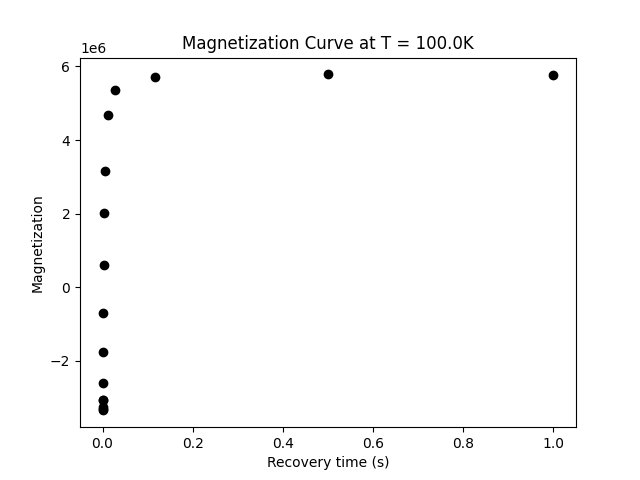 Magnetization Curve at T = 100.0K
1e6
6
4
2
0
−2
Magnetization
0.0 0.2 0.4 0.6 0.8 1.0
Recovery time (s)